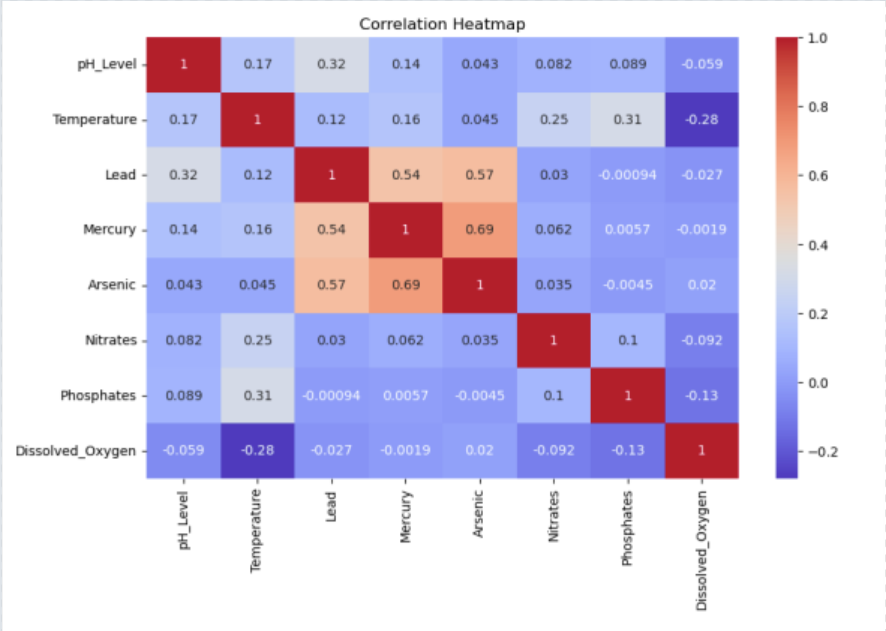 Correlation Heatmap
pH_Level 1 0.17 0.32 0.14 0.043 0.082 0.089 -0.059 1.0
Temperature 0.17 1 0.12 0.16 0.045 0.25 0.31 -0.28 0.8
Lead 0.32 0.12 1 0.54 0.57 0.03 -0.00094 -0.027 0.6
Mercury 0.14 0.16 0.54 1 0.69 0.062 0.0057 -0.0019 0.4
Arsenic 0.043 0.045 0.57 0.69 1 0.035 -0.0045 0.02 0.2
Nitrates 0.082 0.25 0.03 0.062 0.035 1 0.1 -0.092 0.0
Phosphates 0.089 0.31 -0.00094 0.0057 -0.0045 0.1 1 -0.13
Dissolved_Oxygen -0.059 -0.28 -0.027 -0.0019 0.02 -0.092 -0.13 1 −0.2
pH_Level Temperature Lead Mercury Arsenic Nitrates Phosphates Dissolved_Oxygen